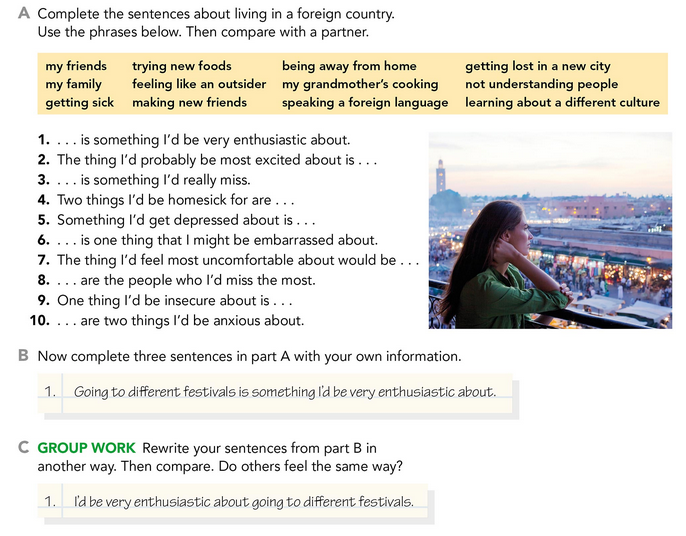 A Complete the sentences about living in a foreign country.
Use the phrases below. Then compare with a partner.
my friends trying new foods being away from home getting lost in a new city
my family feeling like an outsider my grandmother's cooking not understanding people
getting sick making new friends speaking a foreign language learning about a different culture
1. . . . is something I'd be very enthusiastic about.
2. The thing I'd probably be most excited about is . . .
3. . . . is something I'd really miss.
4. Two things I'd be homesick for are . . .
5. Something I'd get depressed about is . . .
6. . . . is one thing that I might be embarrassed about.
7. The thing I'd feel most uncomfortable about would be . . .
8. . . . are the people who I'd miss the most.
9. One thing I'd be insecure about is . . .
10. . . . are two things I'd be anxious about.
B Now complete three sentences in part A with your own information.
1. Going to different festivals is something I'd be very enthusiastic about.
C GROUP WORK Rewrite your sentences from part B in
another way. Then compare. Do others feel the same way?
1. I'd be very enthusiastic about going to different festivals.